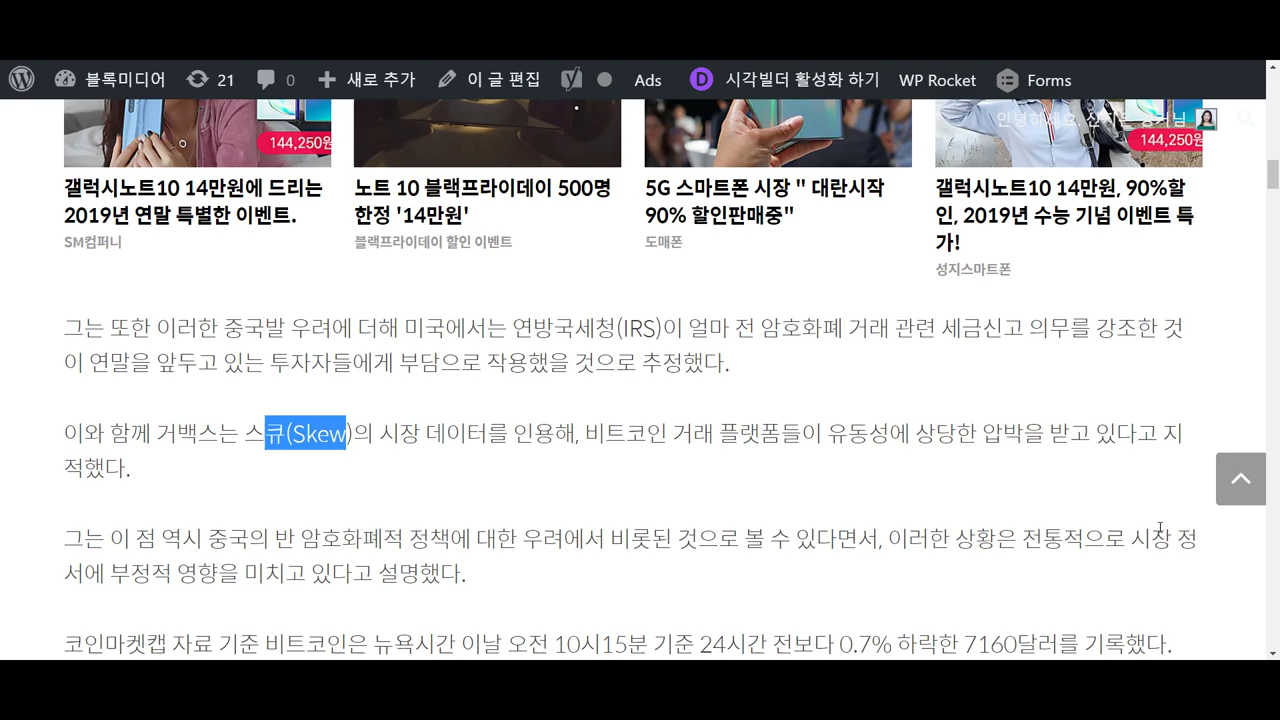 블록미디어 21 0 새로 추가 이 글 편집 Ads 시각빌더 활성화 하기 WP Rocket Forms
안녕하세요,
144,250원
144,250
갤럭시노트10 14만원에 드리는
2019년 연말 특별한 이벤트.
SM컴퍼니
노트 10 블랙프라이데이 500명
한정 '14만원'
블랙프라이데이 할인 이벤트
5G 스마트폰 시장 " 대란시작
90% 할인판매중"
도매폰
갤럭시노트10 14만원, 90%할
인, 2019년 수능 기념 이벤트 특
가!
성지스마트폰
그는 또한 이러한 중국발 우려에 더해 미국에서는 연방국세청(IRS)이 얼마 전 암호화폐 거래 관련 세금신고 의무를 강조한 것
이 연말을 앞두고 있는 투자자들에게 부담으로 작용했을 것으로 추정했다.
이와 함께 거백스는 스큐(Skew)의 시장 데이터를 인용해, 비트코인 거래 플랫폼들이 유동성에 상당한 압박을 받고 있다고 지
적했다.
그는 이 점 역시 중국의 반 암호화폐적 정책에 대한 우려에서 비롯된 것으로 볼 수 있다면서, 이러한 상황은 전통적으로 시장 정
서에 부정적 영향을 미치고 있다고 설명했다.
코인마켓캡 자료 기준 비트코인은 뉴욕시간 이날 오전 10시15분 기준 24시간 전보다 0.7% 하락한 7160달러를 기록했다.